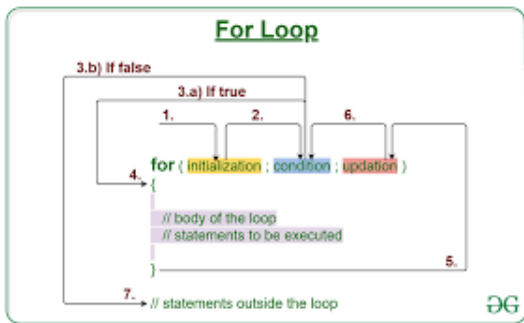 For Loop
3.b) If false
3.a) If true
1. 2. 6.
for ( initialization ; condition ; updation )
4. {
// body of the loop
// statements to be executed
} 5.
7. // statements outside the loop